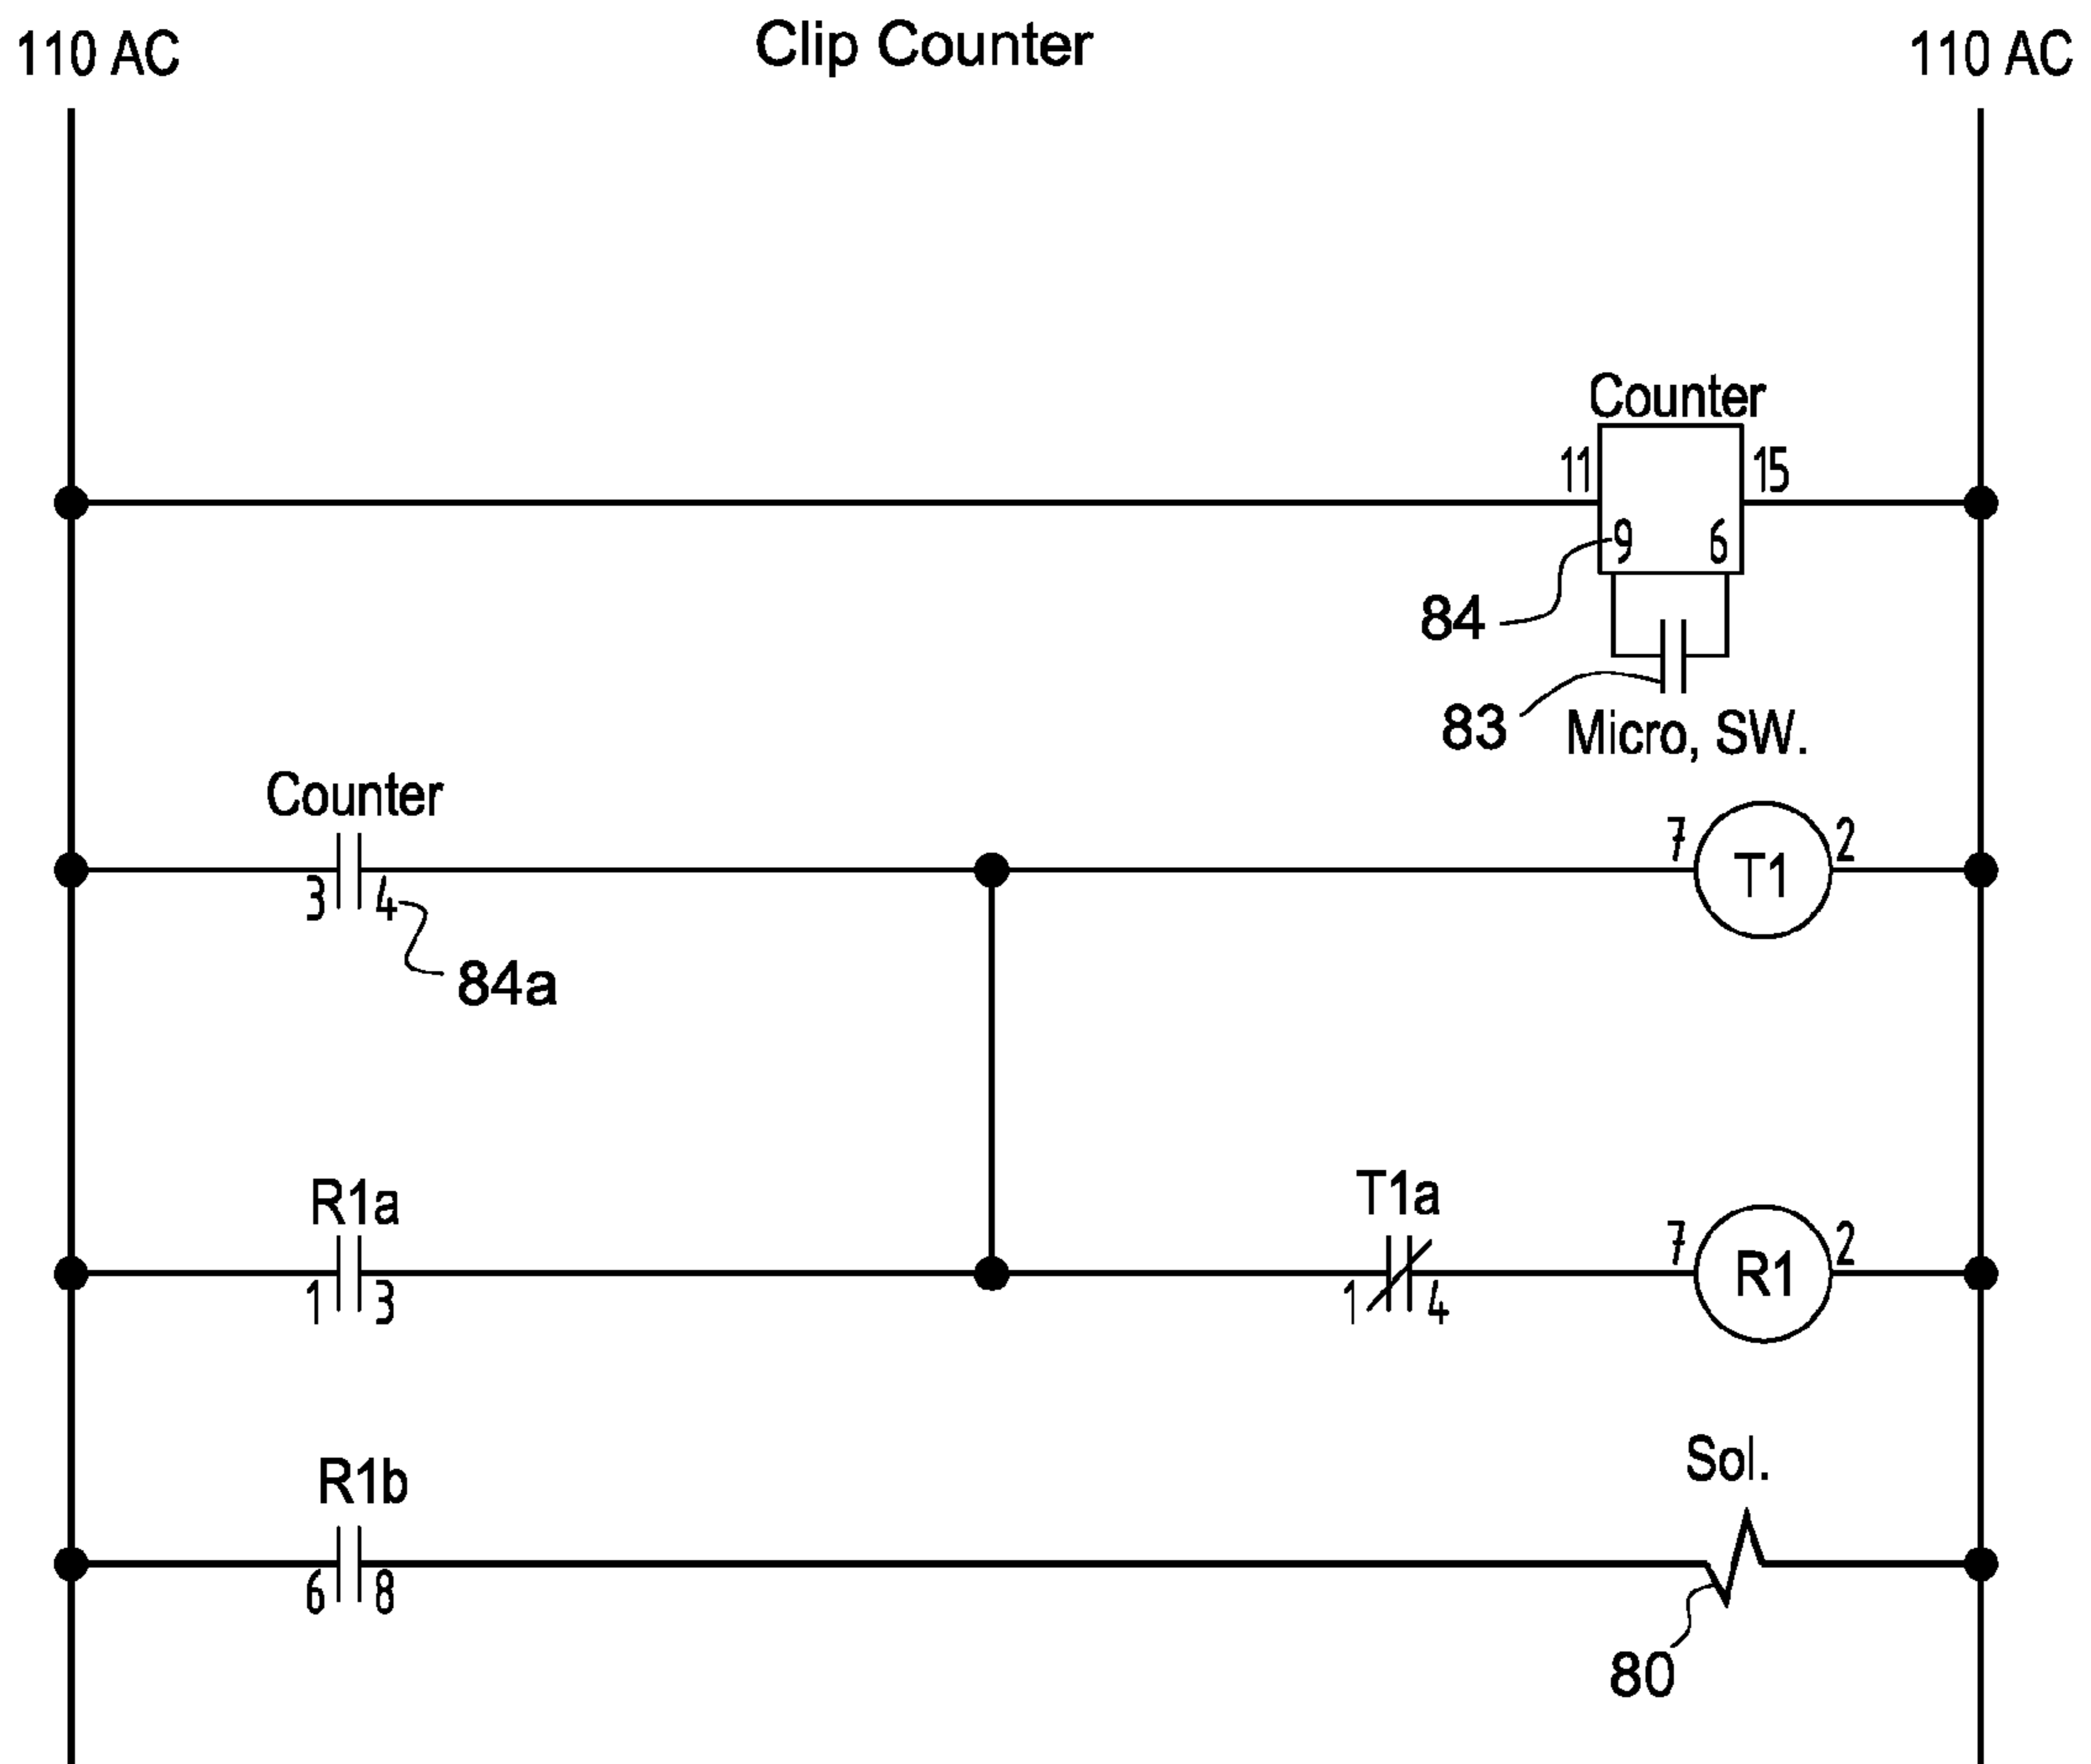 110 AC
Clip Counter
110 AC
Counter
11
15
9
6
84
83
Micro, SW.
Counter
3
4
84a
7
2
T1
R1a
1
3
T1a
1
4
7
2
R1
R1b
6
8
Sol.
80